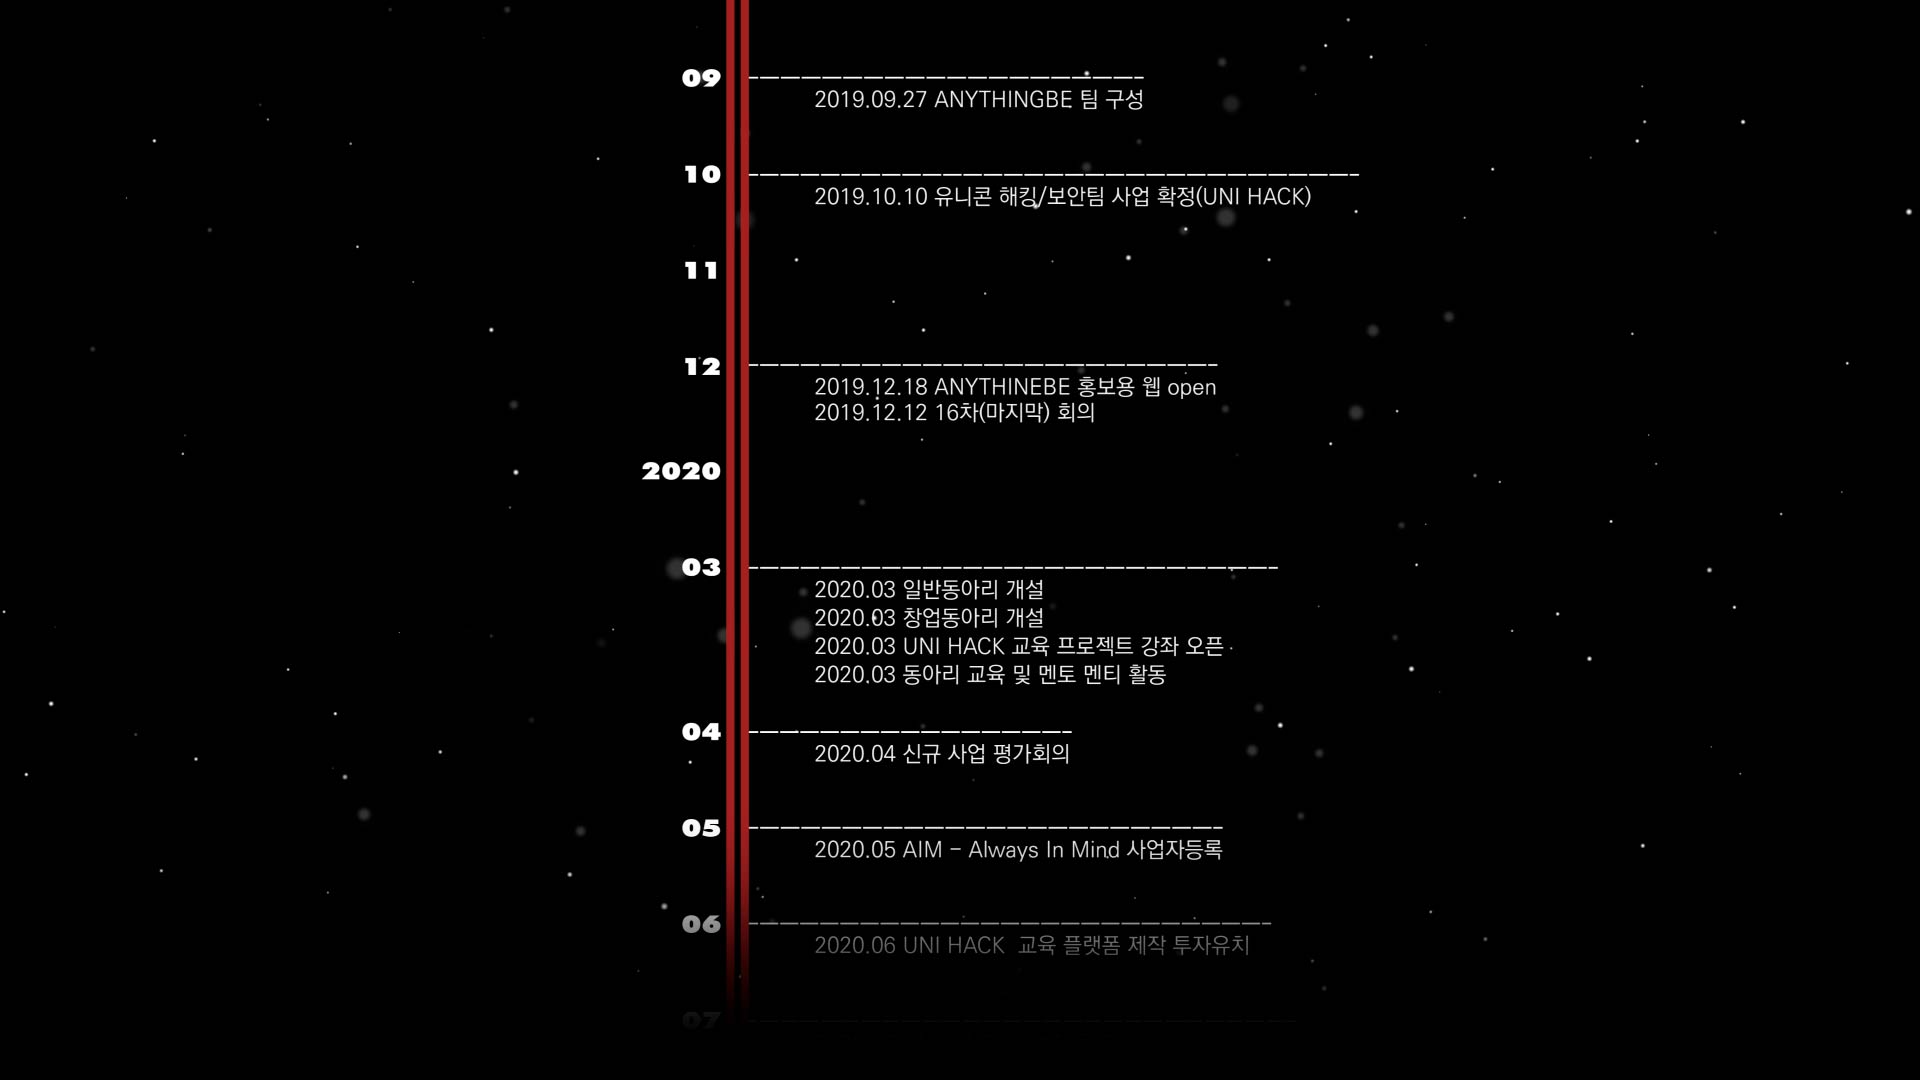 09
2019.09.27 ANYTHINGBE 팀 구성
10
2019.10.10 유니콘 해킹/보안팀 사업 확정(UNI HACK)
11
12
2019.12.18 ANYTHINEBE 홍보용 웹 open
2019.12.12 16차(마지막) 회의
2020
03
2020.03 일반동아리 개설
2020.03 창업동아리 개설
2020.03 UNI HACK 교육 프로젝트 강좌 오픈
2020.03 동아리 교육 및 멘토 멘티 활동
04
2020.04 신규 사업 평가회의
05
2020.05 AIM - Always In Mind 사업자등록
06
2020.06 UNI HACK 교육 플랫폼 제작 투자유치
07